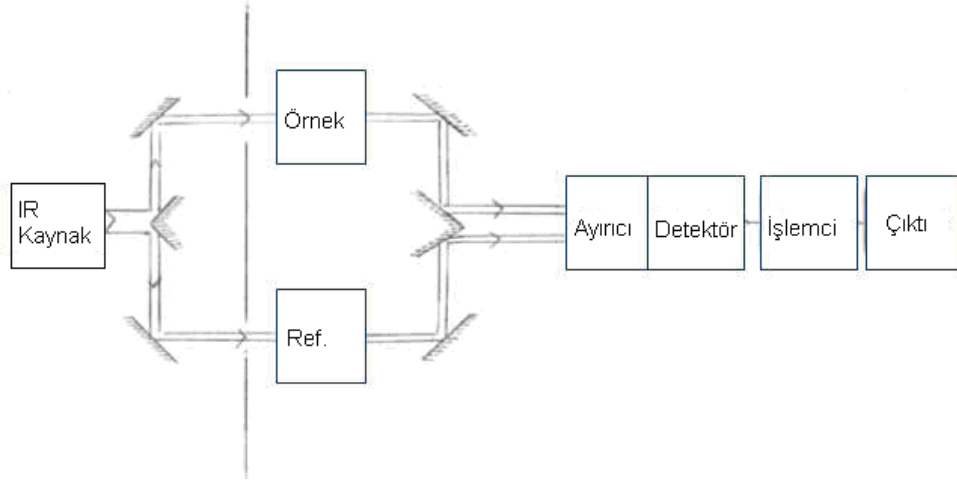 Örnek
IR
Kaynak
Ayırıcı
Detektör
İşlemci
Çıktı
Ref.